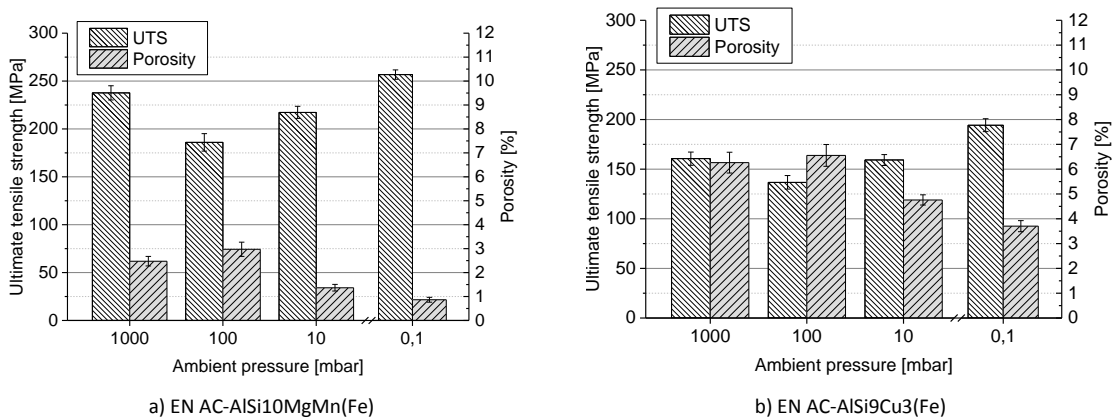 UTS
Porosity
Ultimate tensile strength [MPa]
300
250
200
150
100
50
0
12
11
10
9
8
7
6
5
4
3
2
1
0
Porosity [%]
1000 100 10 0,1
Ambient pressure [mbar]
a) EN AC-AlSi10MgMn(Fe)
UTS
Porosity
Ultimate tensile strength [MPa]
300
250
200
150
100
50
0
12
11
10
9
8
7
6
5
4
3
2
1
0
Porosity [%]
1000 100 10 0,1
Ambient pressure [mbar]
b) EN AC-AlSi9Cu3(Fe)